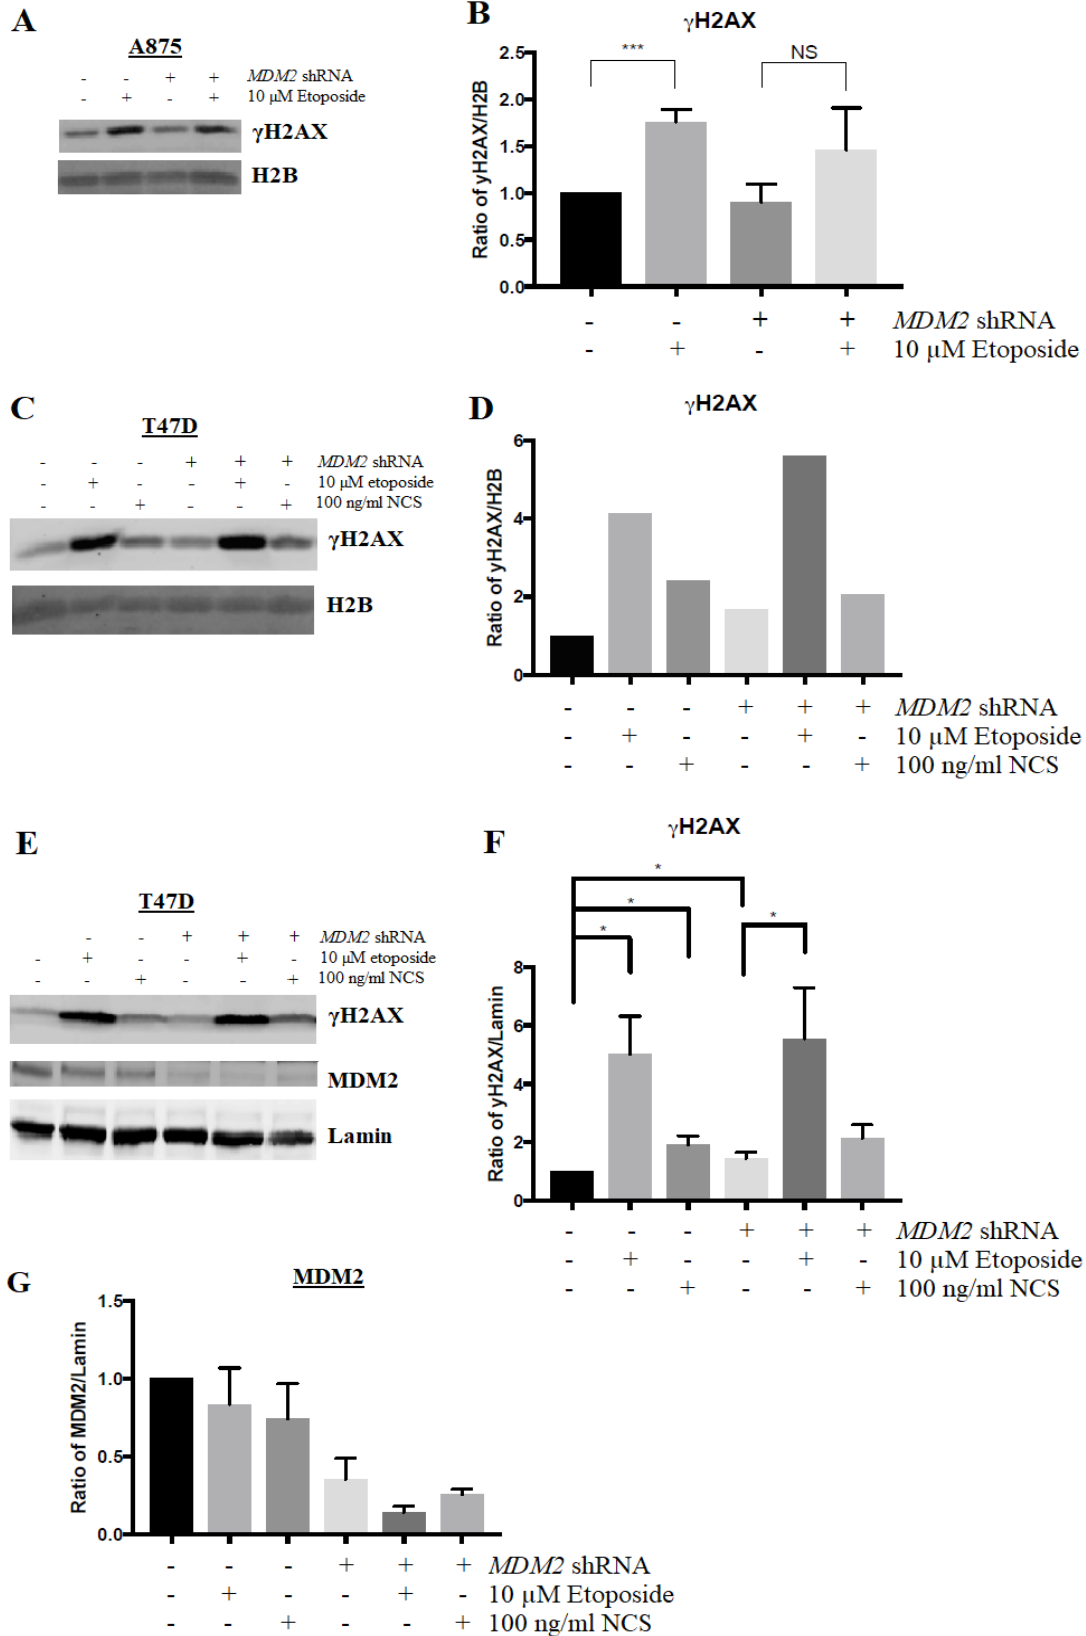 A
A875
- - + + MDM2 shRNA
- + - + 10 µM Etoposide
γH2AX
H2B
B
γH2AX
Ratio of yH2AX/H2B
2.5
2.0
1.5
1.0
0.5
0.0
***
NS
- - + + MDM2 shRNA
- + - + 10 µM Etoposide
C
T47D
- - - + + + MDM2 shRNA
- + - - + - 10 µM etoposide
- - + - - + 100 ng/ml NCS
γH2AX
H2B
D
γH2AX
Ratio of yH2AX/H2B
6
4
2
0
- - - + + + MDM2 shRNA
- + - - + - 10 µM Etoposide
- - + - - + 100 ng/ml NCS
E
T47D
- - + + + MDM2 shRNA
- + - - + - 10 µM etoposide
- - + - - + 100 ng/ml NCS
γH2AX
MDM2
Lamin
F
γH2AX
*
*
*
*
Ratio of yH2AX/Lamin
8
6
4
2
0
- - - + + + MDM2 shRNA
- + - - + - 10 µM Etoposide
- - + - - + 100 ng/ml NCS
G
MDM2
Ratio of MDM2/Lamin
1.5
1.0
0.5
0.0
- - - + + + MDM2 shRNA
- + - - + - 10 µM Etoposide
- - + - - + 100 ng/ml NCS